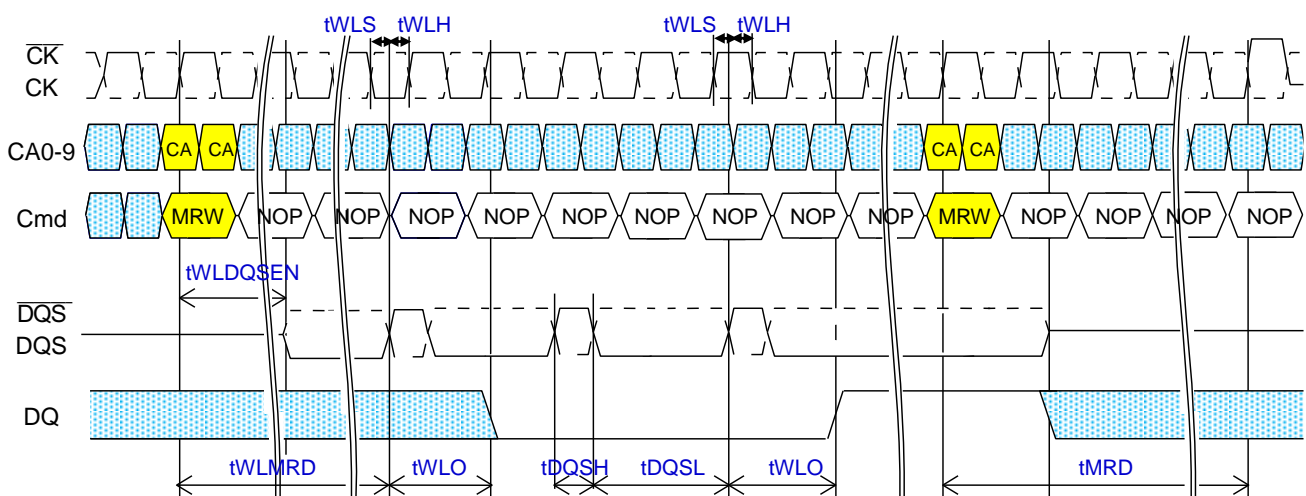 tWLS tWLH tWLS tWLH
CK
CK
CA0-9 CA CA CA CA
Cmd MRW NOP NOP NOP NOP NOP NOP NOP NOP NOP MRW NOP NOP NOP NOP
tWLDQSEN
DQS
DQS
DQ
tWLMRD tWLO tDQSH tDQSL tWLO tMRD